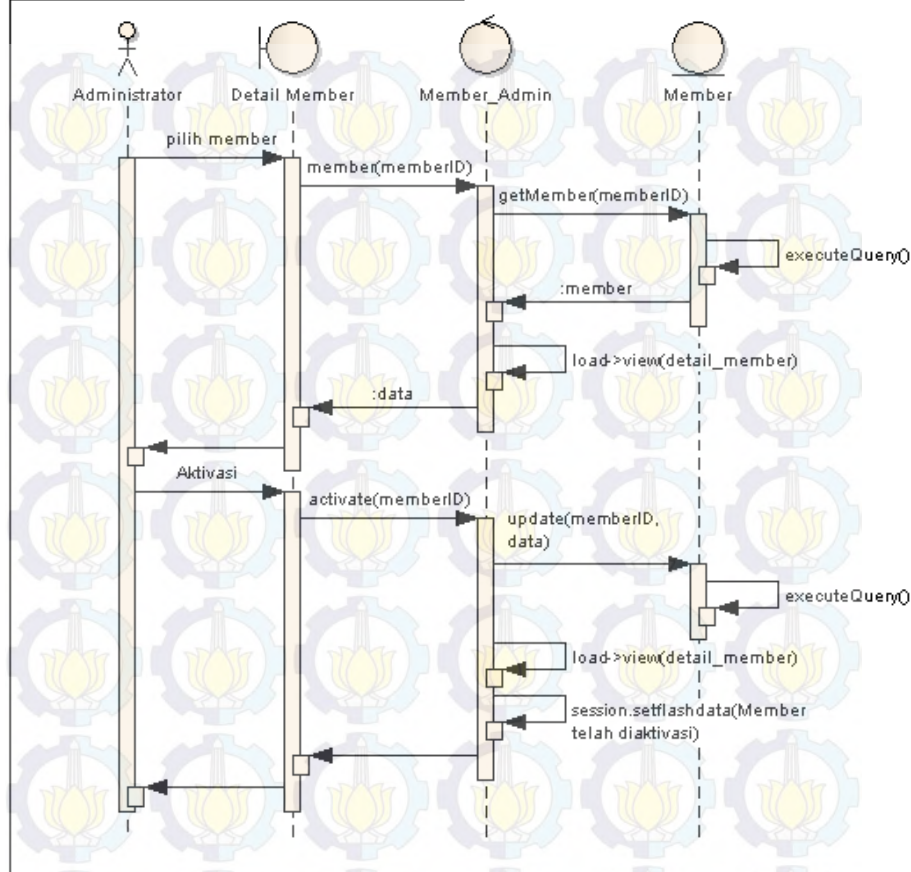 Administrator
Detail Member
Member_Admin
Member
pilih member
member(memberID)
getMember(memberID)
executeQuery()
:member
load->view(detail_member)
:data
Aktivasi
activate(memberID)
update(memberID,
data)
executeQuery()
load->view(detail_member)
session.setflashdata(Member
telah diaktivasi)